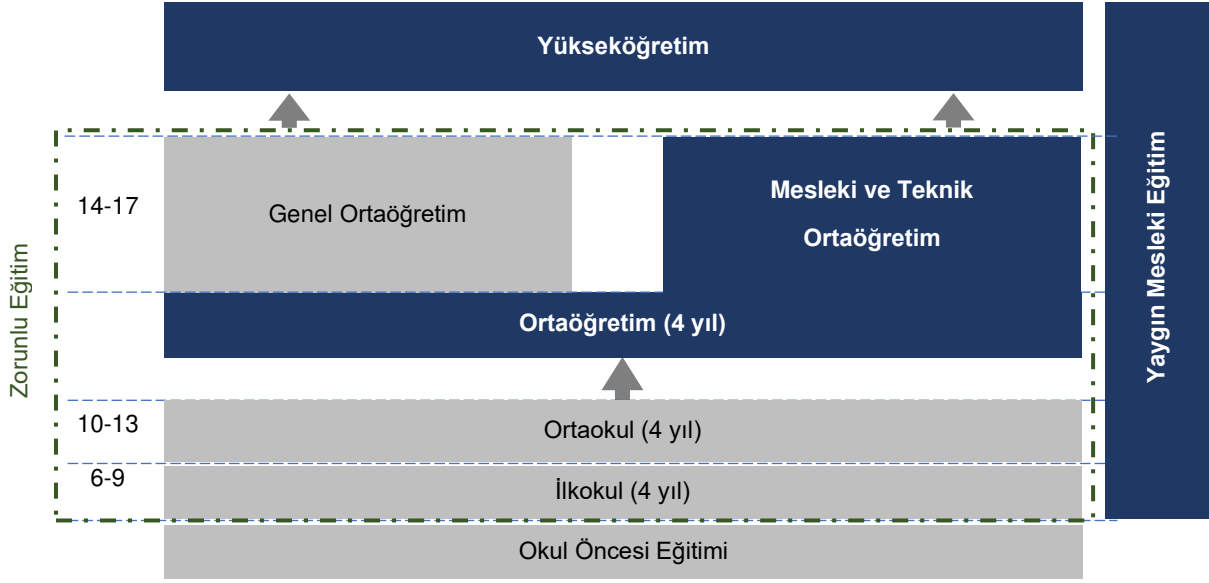 Yükseköğretim
Zorunlu Eğitim
14-17
Genel Ortaöğretim
Mesleki ve Teknik
Ortaöğretim
Ortaöğretim (4 yıl)
10-13
Ortaokul (4 yıl)
6-9
İlkokul (4 yıl)
Okul Öncesi Eğitimi
Yaygın Mesleki Eğitim